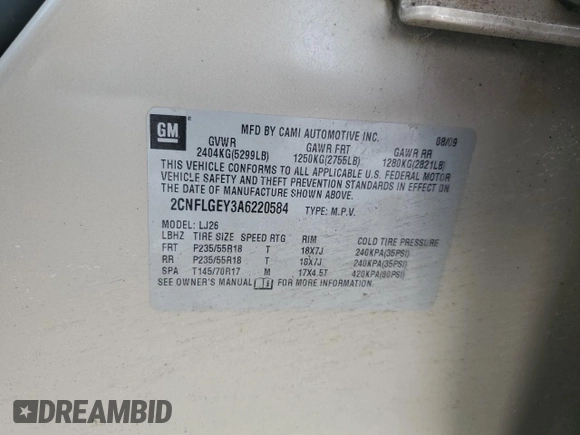 GM
MFD BY CAMI AUTOMOTIVE INC. 08/09
GVWR GAWR FRT GAWR RR
2404KG(5299LB) 1250KG(2755LB) 1280KG(2821LB)
THIS VEHICLE CONFORMS TO ALL APPLICABLE U.S. FEDERAL MOTOR
VEHICLE SAFETY AND THEFT PREVENTION STANDARDS IN EFFECT ON
THE DATE OF MANUFACTURE SHOWN ABOVE.
2CNFLGEY3A6220584 TYPE: M.P.V.
MODEL: LJ26
LBHZ TIRE SIZE SPEED RTG RIM COLD TIRE PRESSURE
FRT P235/55R18 T 18X7J 240KPA(35PSI)
RR P235/55R18 T 18X7J 240KPA(35PSI)
SPA T145/70R17 M 17X4.5T 420KPA(60PSI)
SEE OWNER'S MANUAL FOR MORE INFORMATION.
DREAMBID